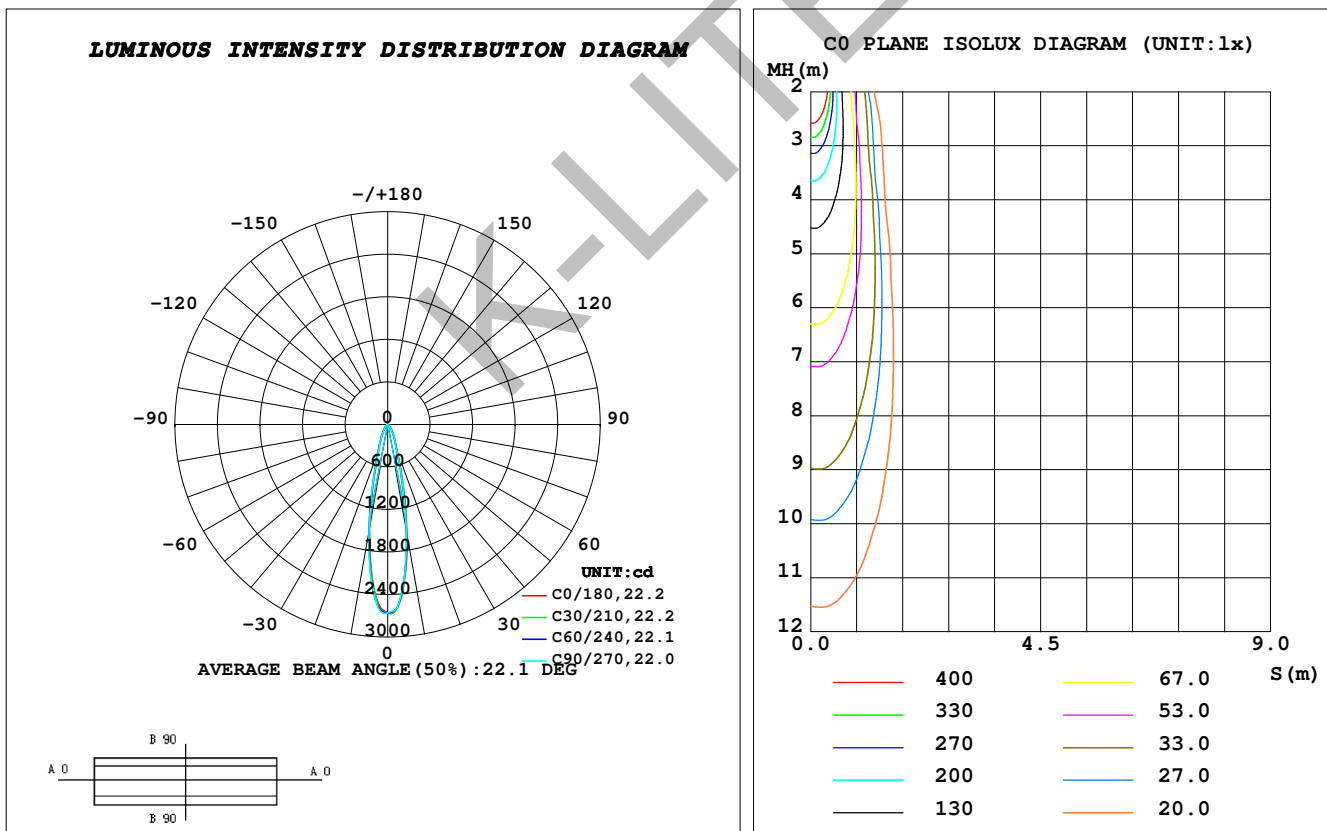 LUMINOUS INTENSITY DISTRIBUTION DIAGRAM
-/+180
-150
150
-120
120
-90
90
-60
60
-30
30
0
0
600
1200
1800
2400
3000
UNIT:cd
C0/180,22.2
C30/210,22.2
C60/240,22.1
C90/270,22.0
AVERAGE BEAM ANGLE(50%):22.1 DEG
B 90
A 0
A 0
B 90
K-LITE
C0 PLANE ISOLUX DIAGRAM (UNIT:lx)
MH(m)
2
3
4
5
6
7
8
9
10
11
12
0.0
4.5
9.0
S(m)
400
67.0
330
53.0
270
33.0
200
27.0
130
20.0